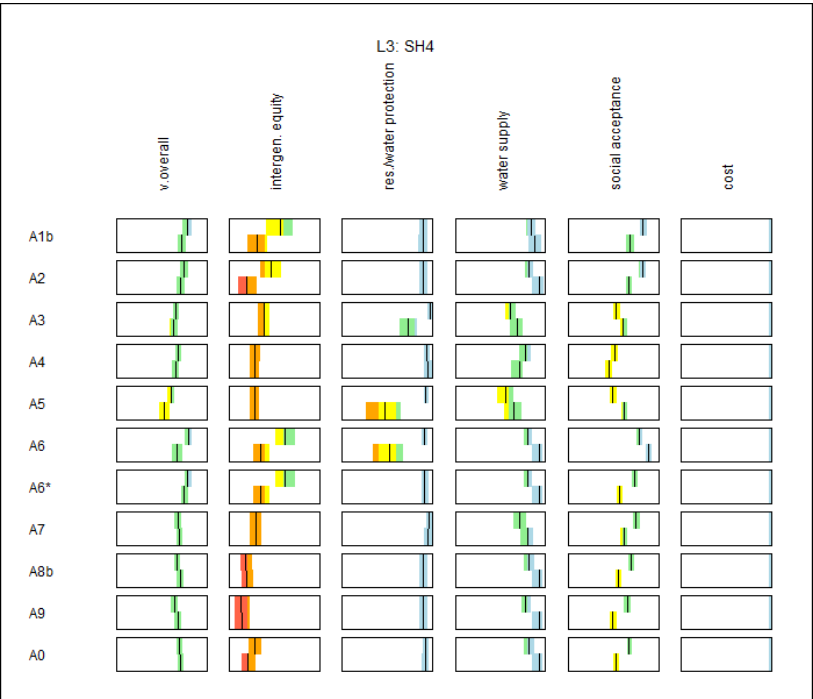 L3: SH4
v.overall
intergen. equity
res./water protection
water supply
social acceptance
cost
A1b
A2
A3
A4
A5
A6
A6*
A7
A8b
A9
A0